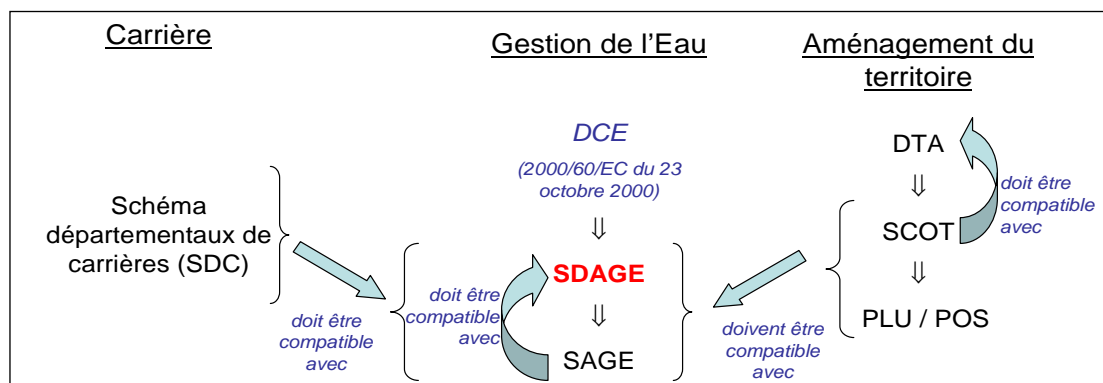 Carrière
Schéma
départementaux de
carrières (SDC)
doit être
compatible
avec
Gestion de l'Eau
DCE
(2000/60/EC du 23
octobre 2000)
⇓
SDAGE
⇓
SAGE
doit être
compatible
avec
Aménagement du
territoire
DTA
⇓
SCOT
⇓
PLU / POS
doit être
compatible
avec
doivent être
compatible
avec